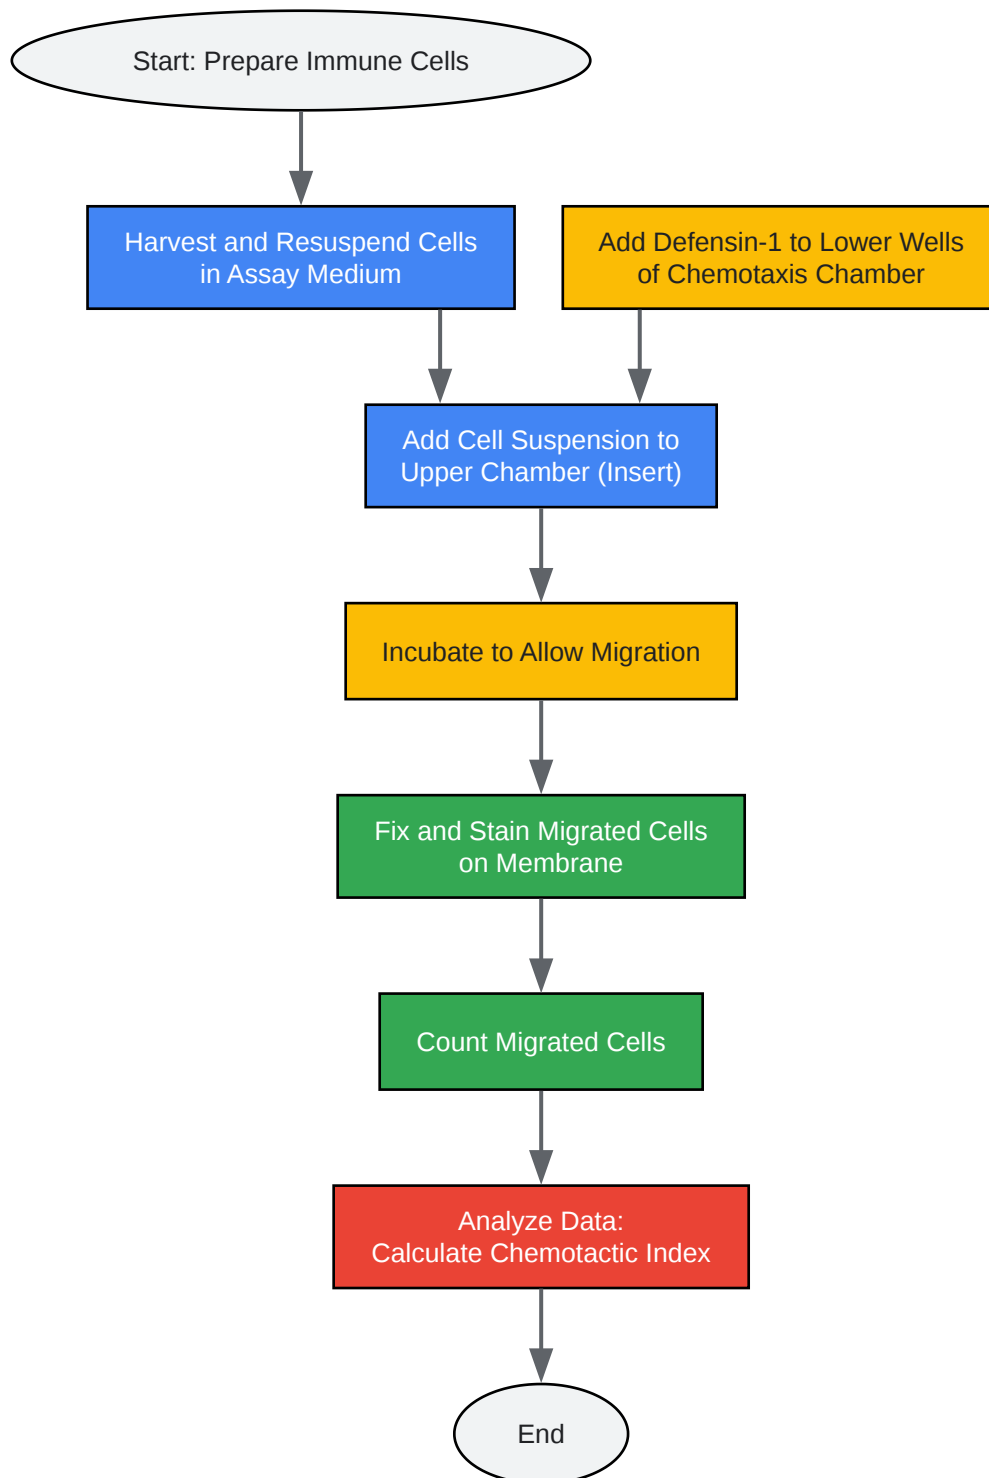 Start: Prepare Immune Cells
Harvest and Resuspend Cells
in Assay Medium
Add Defensin-1 to Lower Wells
of Chemotaxis Chamber
Add Cell Suspension to
Upper Chamber (Insert)
Incubate to Allow Migration
Fix and Stain Migrated Cells
on Membrane
Count Migrated Cells
Analyze Data:
Calculate Chemotactic Index
End